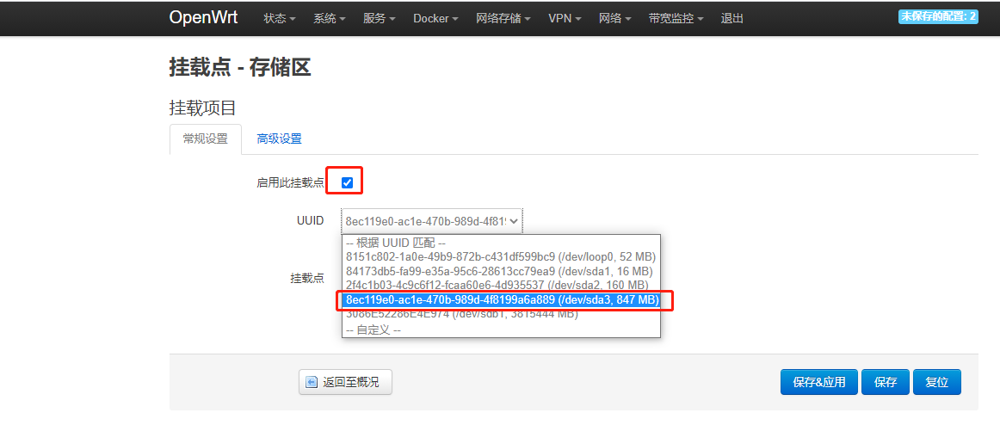 OpenWrt 状态 系统 服务 Docker 网络存储 VPN 网络 带宽监控 退出 未保存的配置: 2
挂载点 - 存储区
挂载项目
常规设置 高级设置
启用此挂载点
UUID 8ec119e0-ac1e-470b-989d-4f81
-- 根据 UUID 匹配 --
8151c802-1a0e-49b9-872b-c431df599bc9 (/dev/loop0, 52 MB)
84173db5-fa99-e35a-95c6-28613cc79ea9 (/dev/sda1, 16 MB)
挂载点
2f4c1b03-4c9c6f12-fcaa60e6-4d935537 (/dev/sda2, 160 MB)
8ec119e0-ac1e-470b-989d-4f8199a6a889 (/dev/sda3, 847 MB)
3086E52286E4E974 (/dev/sdb1, 3815444 MB)
-- 自定义 --
返回至概况 保存&应用 保存 复位